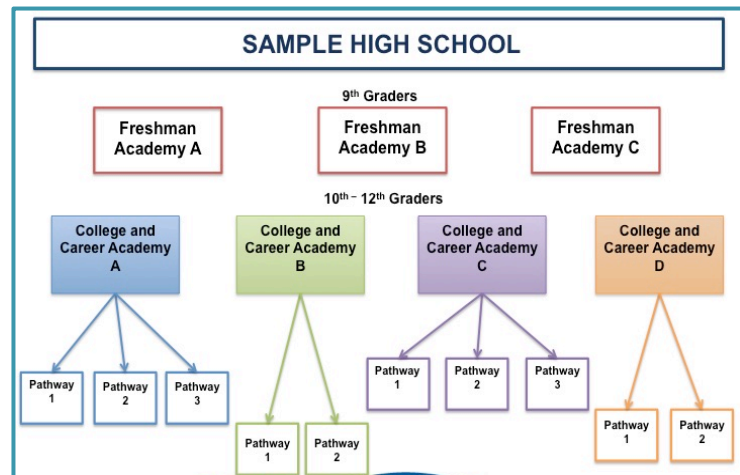 SAMPLE HIGH SCHOOL
9th Graders
Freshman
Academy A
Freshman
Academy B
Freshman
Academy C
10th – 12th Graders
College and
Career Academy
A
College and
Career Academy
B
College and
Career Academy
C
College and
Career Academy
D
Pathway
1
Pathway
2
Pathway
3
Pathway
1
Pathway
2
Pathway
1
Pathway
2
Pathway
3
Pathway
1
Pathway
2